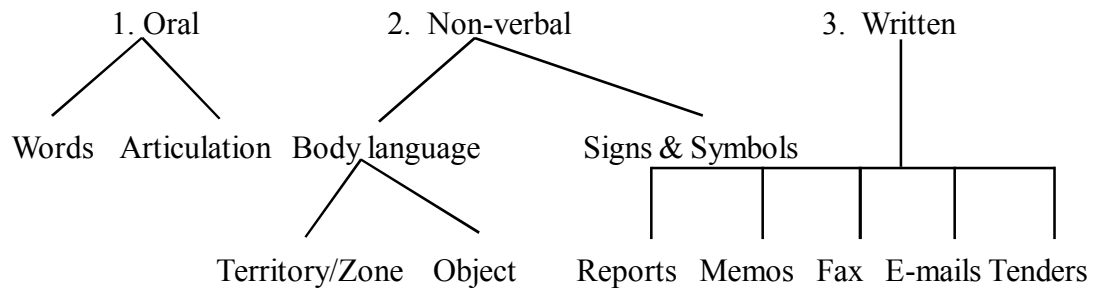 1. Oral 2. Non-verbal 3. Written
Words Articulation Body language Signs & Symbols
Territory/Zone Object Reports Memos Fax E-mails Tenders